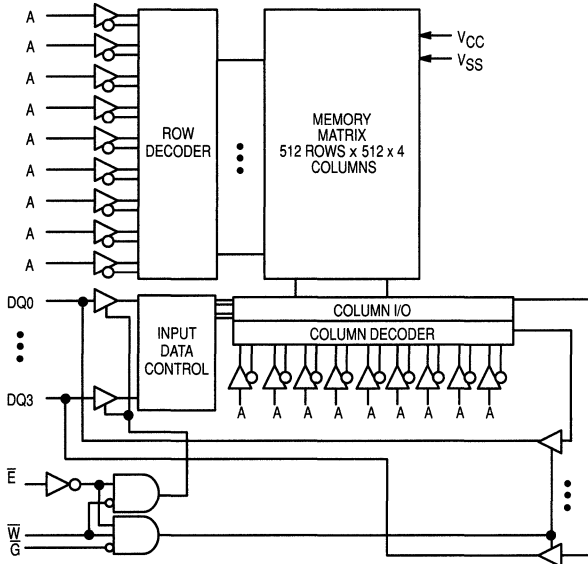 A
A
A
A
A
A
A
A
A
ROW
DECODER
MEMORY
MATRIX
512 ROWS x 512 x 4
COLUMNS
VCC
VSS
DQ0
DQ3
INPUT
DATA
CONTROL
COLUMN I/O
COLUMN DECODER
A A A A A A A A A
E̅
W̅
G̅